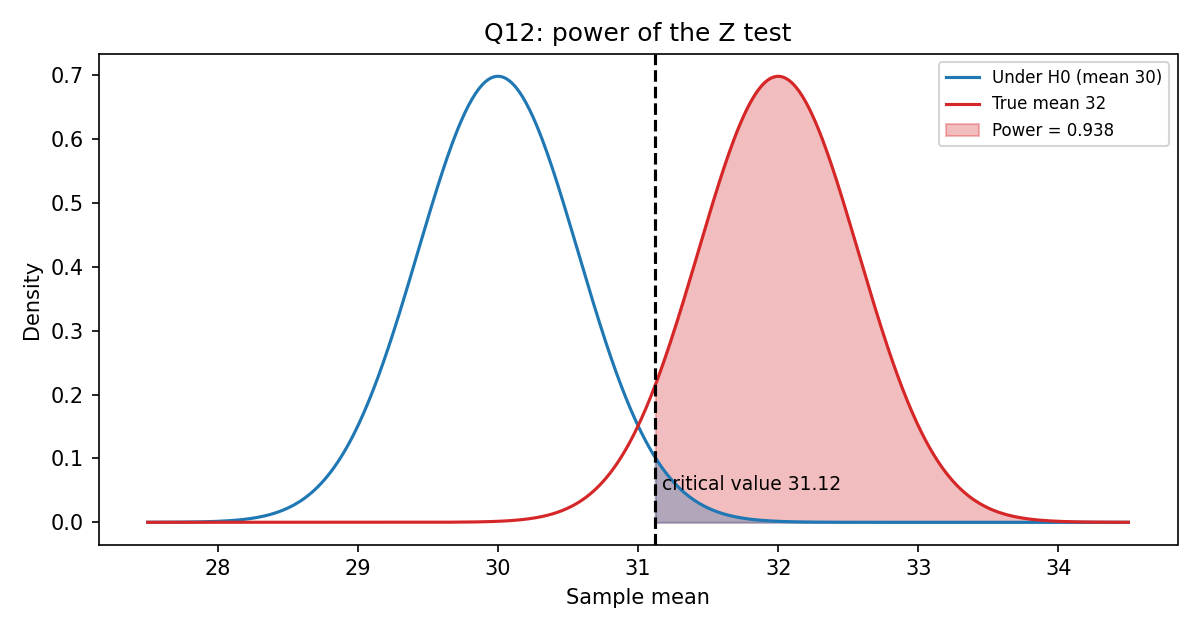 Q12: power of the Z test
Under H0 (mean 30)
True mean 32
Power = 0.938
0.7
0.6
0.5
0.4
0.3
0.2
0.1
0.0
Density
critical value 31.12
28 29 30 31 32 33 34
Sample mean